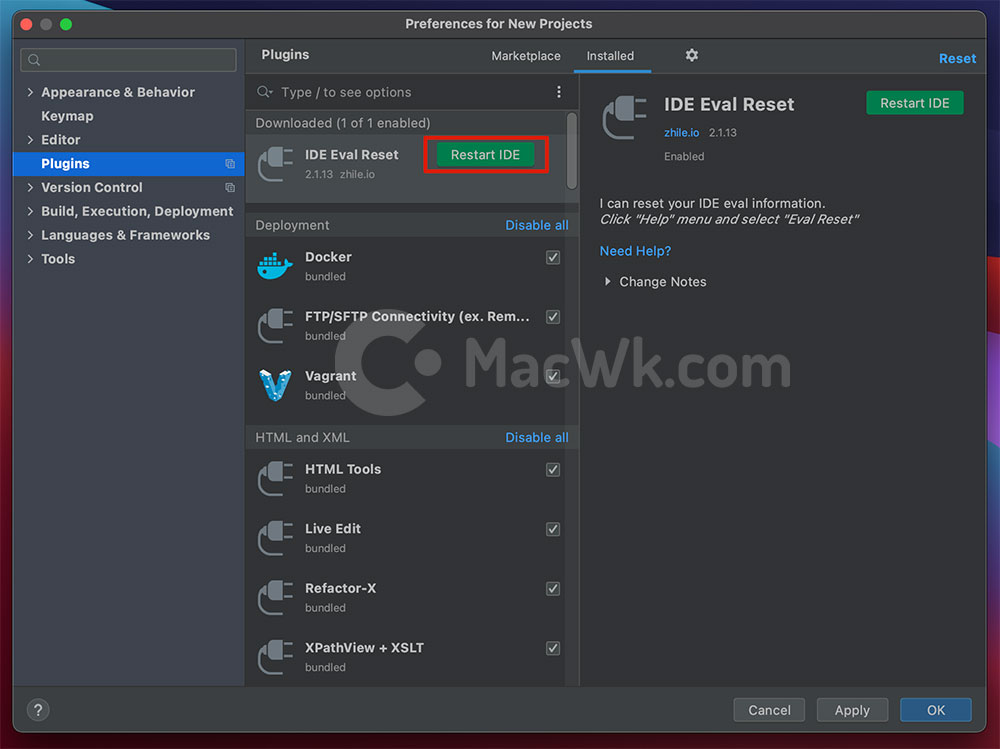 Preferences for New Projects
Appearance & Behavior
Keymap
Editor
Plugins
Version Control
Build, Execution, Deployment
Languages & Frameworks
Tools
Plugins
Marketplace
Installed
Reset
Type / to see options
Downloaded (1 of 1 enabled)
IDE Eval Reset
2.1.13 zhile.io
Restart IDE
Deployment
Disable all
Docker
bundled
FTP/SFTP Connectivity (ex. Rem...
bundled
Vagrant
bundled
HTML and XML
Disable all
HTML Tools
bundled
Live Edit
bundled
Refactor-X
bundled
XPathView + XSLT
bundled
IDE Eval Reset
Restart IDE
zhile.io 2.1.13
Enabled
I can reset your IDE eval information.
Click "Help" menu and select "Eval Reset"
Need Help?
Change Notes
MacWk.com
?
Cancel
Apply
OK